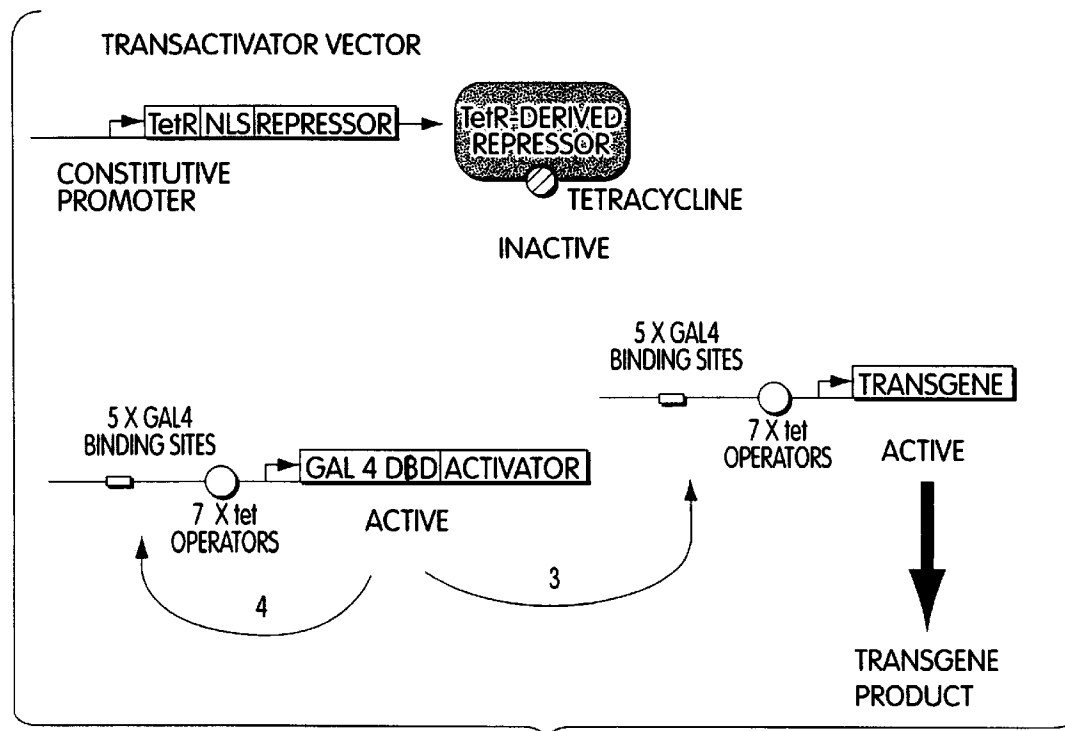 TRANSACTIVATOR VECTOR
TetR NLS REPRESSOR
TetR-DERIVED
REPRESSOR
CONSTITUTIVE
PROMOTER
TETRACYCLINE
INACTIVE
5 X GAL4
BINDING SITES
TRANSGENE
7 X tet
OPERATORS
ACTIVE
5 X GAL4
BINDING SITES
GAL 4 DBD ACTIVATOR
7 X tet
OPERATORS
ACTIVE
3
4
TRANSGENE
PRODUCT